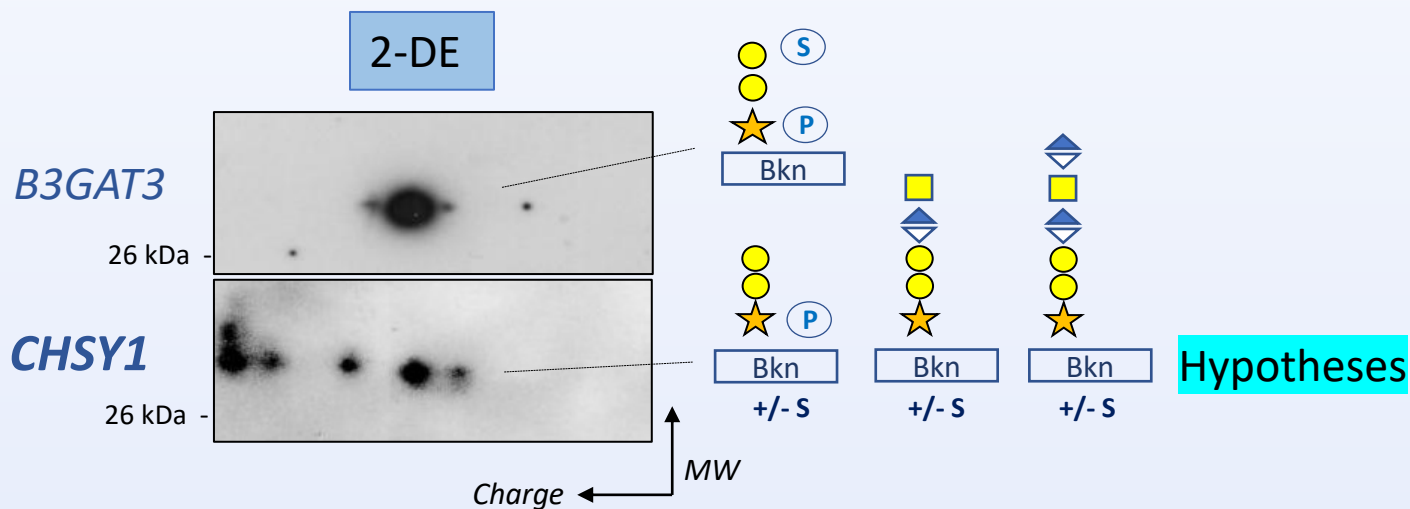 2-DE
B3GAT3
26 kDa -
S
P
Bkn
CHSY1
26 kDa -
P
Bkn
Bkn
Bkn
+/- S
+/- S
+/- S
Hypotheses
MW
Charge